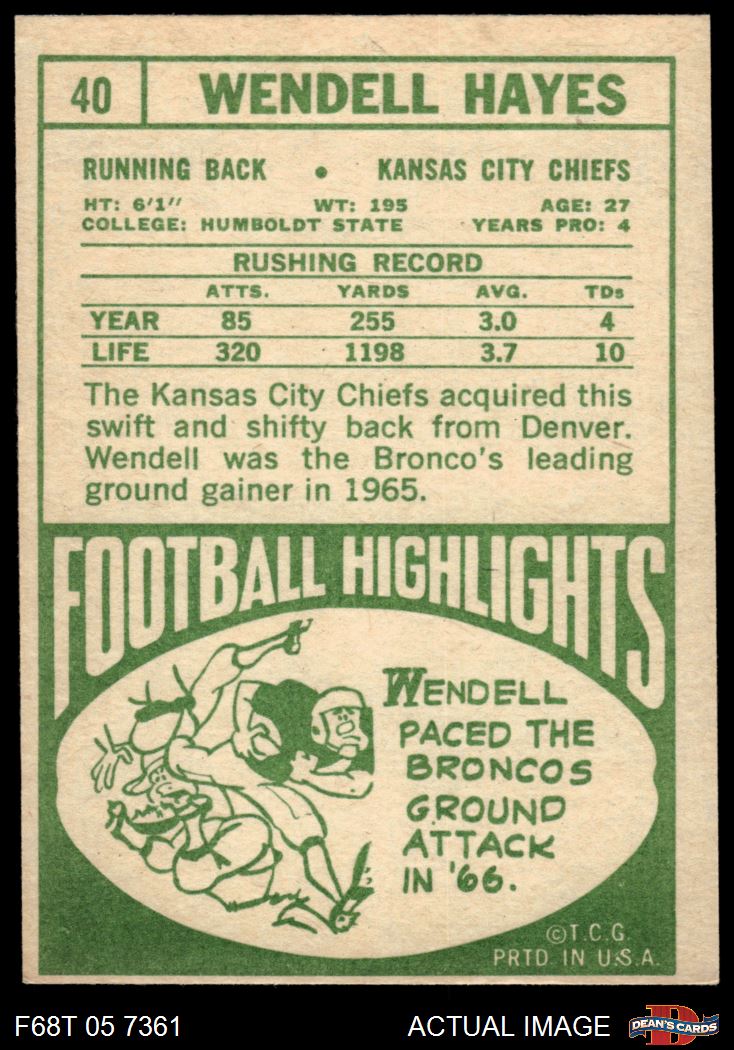 40 WENDELL HAYES
RUNNING BACK • KANSAS CITY CHIEFS
HT: 6'1" WT: 195 AGE: 27
COLLEGE: HUMBOLDT STATE YEARS PRO: 4
RUSHING RECORD
ATTS. YARDS AVG. TDs
YEAR 85 255 3.0 4
LIFE 320 1198 3.7 10
The Kansas City Chiefs acquired this
swift and shifty back from Denver.
Wendell was the Bronco's leading
ground gainer in 1965.
FOOTBALL HIGHLIGHTS
WENDELL
PACED THE
BRONCOS
GROUND
ATTACK
IN '66.
©T.C.G.
PRTD IN U.S.A.
F68T 05 7361 ACTUAL IMAGE D DEAN'S CARDS